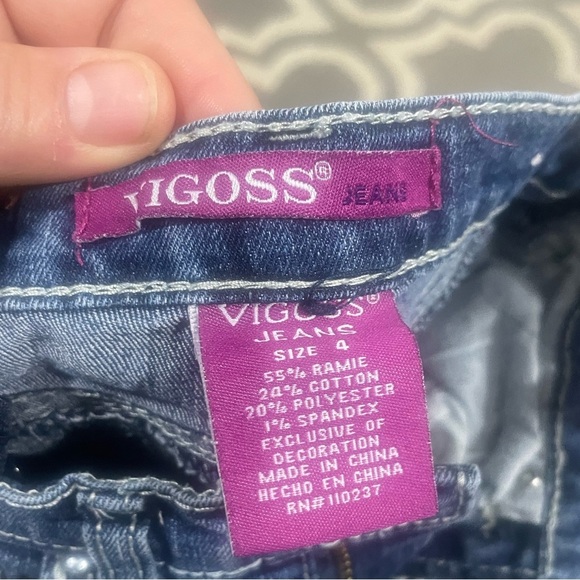 VIGOSS® JEANS
VIGOSS®
JEANS
SIZE 4
55% RAMIE
24% COTTON
20% POLYESTER
1% SPANDEX
EXCLUSIVE OF
DECORATION
MADE IN CHINA
HECHO EN CHINA
RN# 110237